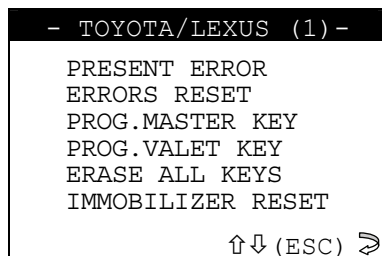 - TOYOTA/LEXUS (1)-
PRESENT ERROR
ERRORS RESET
PROG.MASTER KEY
PROG.VALET KEY
ERASE ALL KEYS
IMMOBILIZER RESET
⇧⇩(ESC)